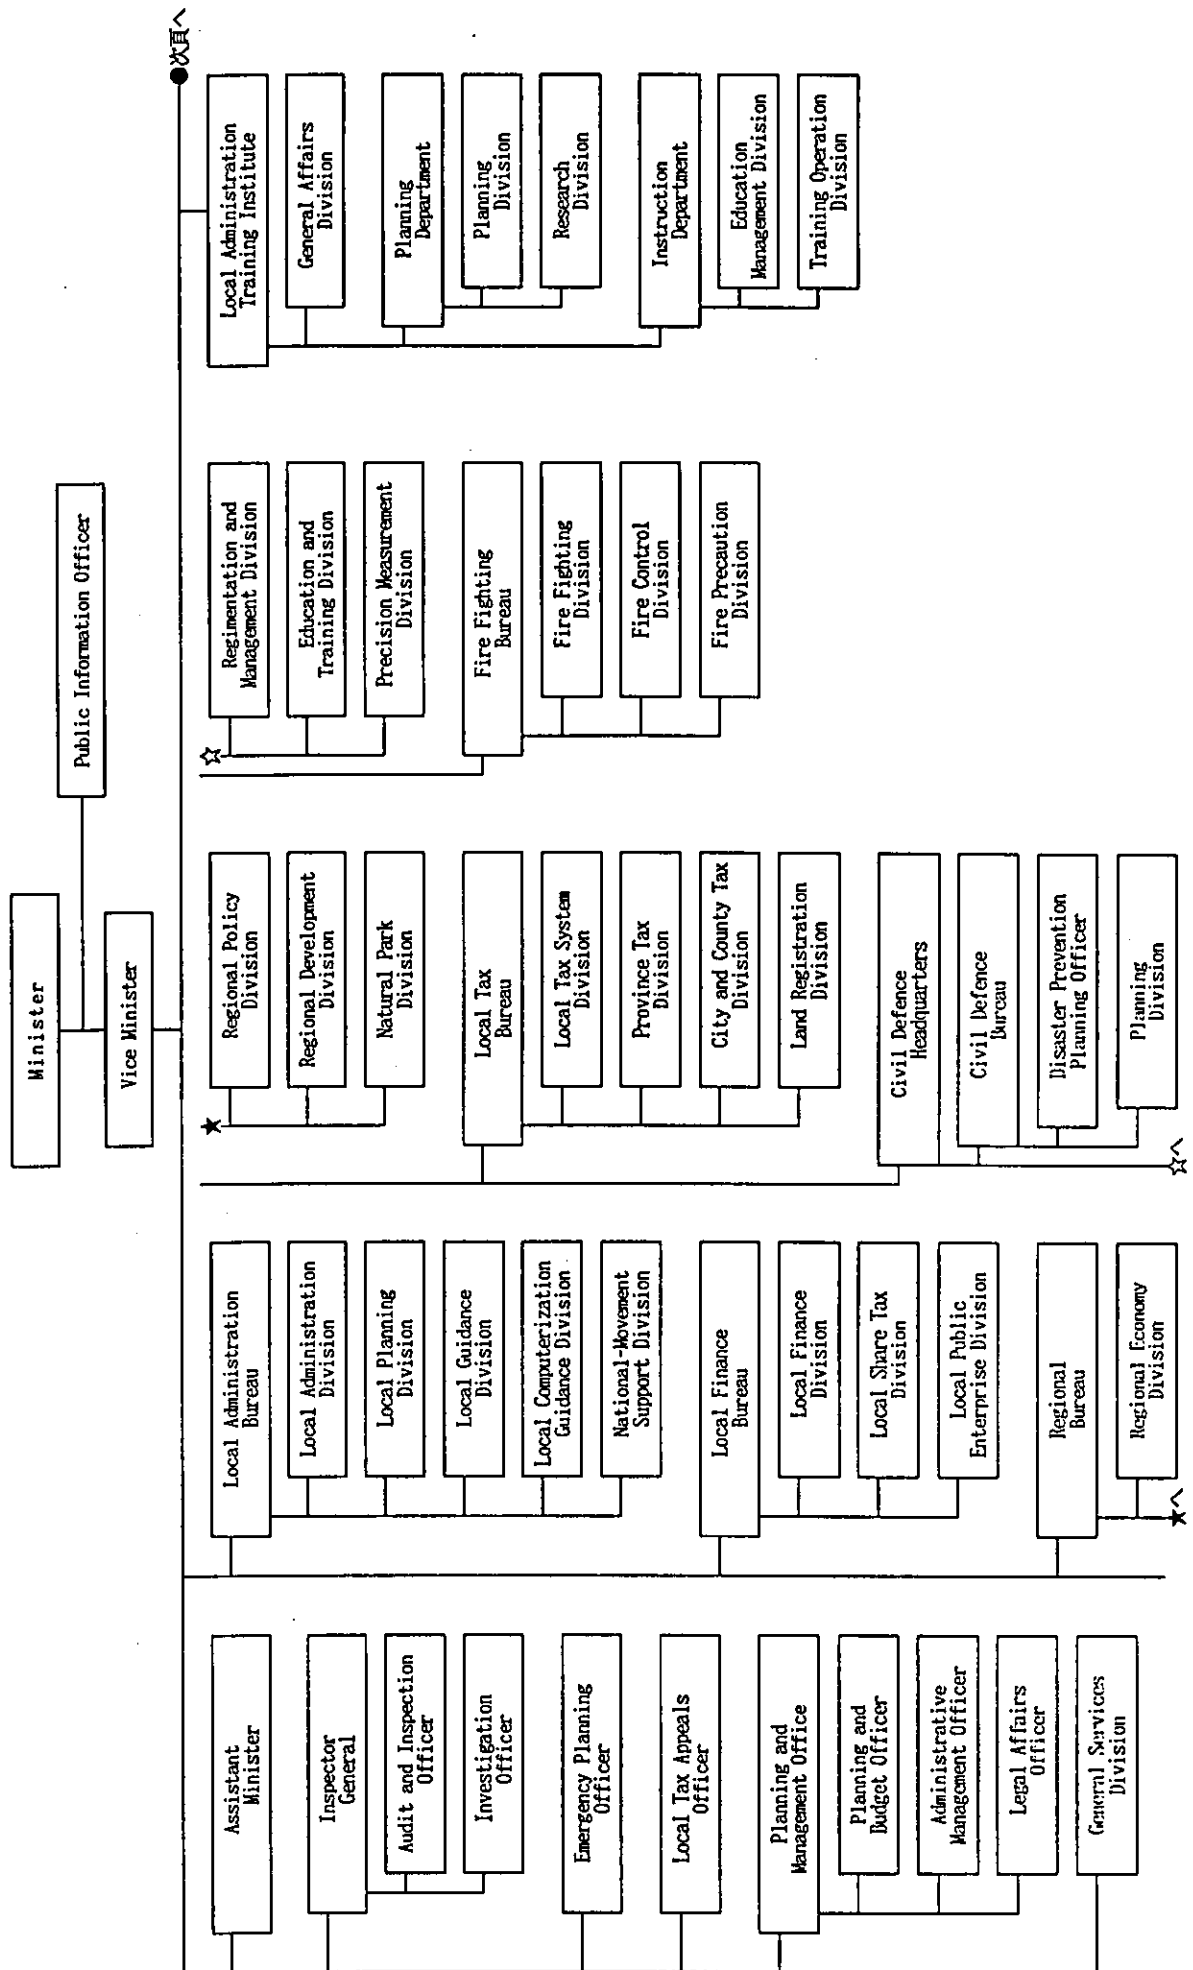 Minister
Public Information Officer
Vice Minister
●次頁へ
Assistant
Minister
Inspector
General
Audit and Inspection
Officer
Investigation
Officer
Emergency Planning
Officer
Local Tax Appeals
Officer
Planning and
Management Office
Planning and
Budget Officer
Administrative
Management Officer
Legal Affairs
Officer
General Services
Division
Local Administration
Bureau
Local Administration
Division
Local Planning
Division
Local Guidance
Division
Local Computerization
Guidance Division
National-Movement
Support Division
Local Finance
Bureau
Local Finance
Division
Local Share Tax
Division
Local Public
Enterprise Division
Regional
Bureau
Regional Economy
Division
★へ
★
Regional Policy
Division
Regional Development
Division
Natural Park
Division
Local Tax
Bureau
Local Tax System
Division
Province Tax
Division
City and County Tax
Division
Land Registration
Division
Civil Defence
Headquarters
Civil Defence
Bureau
Disaster Prevention
Planning Officer
Planning
Division
☆へ
☆
Regimentation and
Management Division
Education and
Training Division
Precision Measurement
Division
Fire Fighting
Bureau
Fire Fighting
Division
Fire Control
Division
Fire Precaution
Division
Local Administration
Training Institute
General Affairs
Division
Planning
Department
Planning
Division
Research
Division
Instruction
Department
Education
Management Division
Training Operation
Division